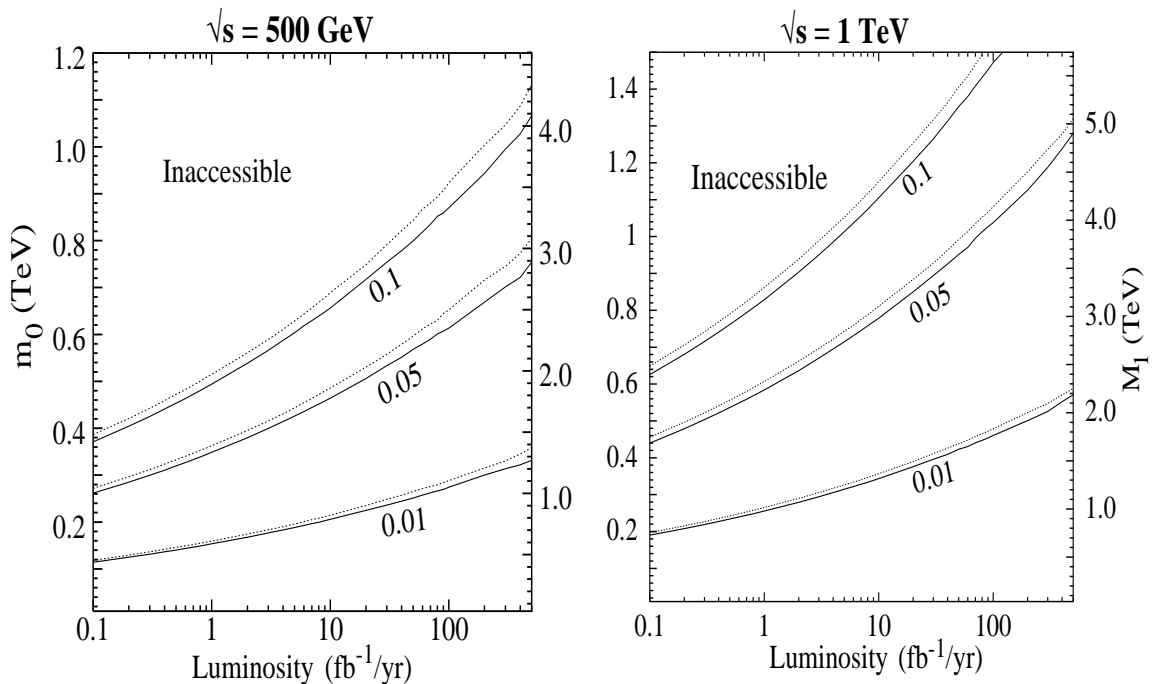 √s = 500 GeV
1.2
1.0
0.8
0.6
0.4
0.2
m0 (TeV)
Inaccessible
0.1
0.05
0.01
4.0
3.0
2.0
1.0
0.1 1 10 100
Luminosity (fb-1/yr)
√s = 1 TeV
1.4
1.2
1
0.8
0.6
0.4
0.2
Inaccessible
0.1
0.05
0.01
5.0
4.0
3.0
2.0
1.0
M1 (TeV)
0.1 1 10 100
Luminosity (fb-1/yr)